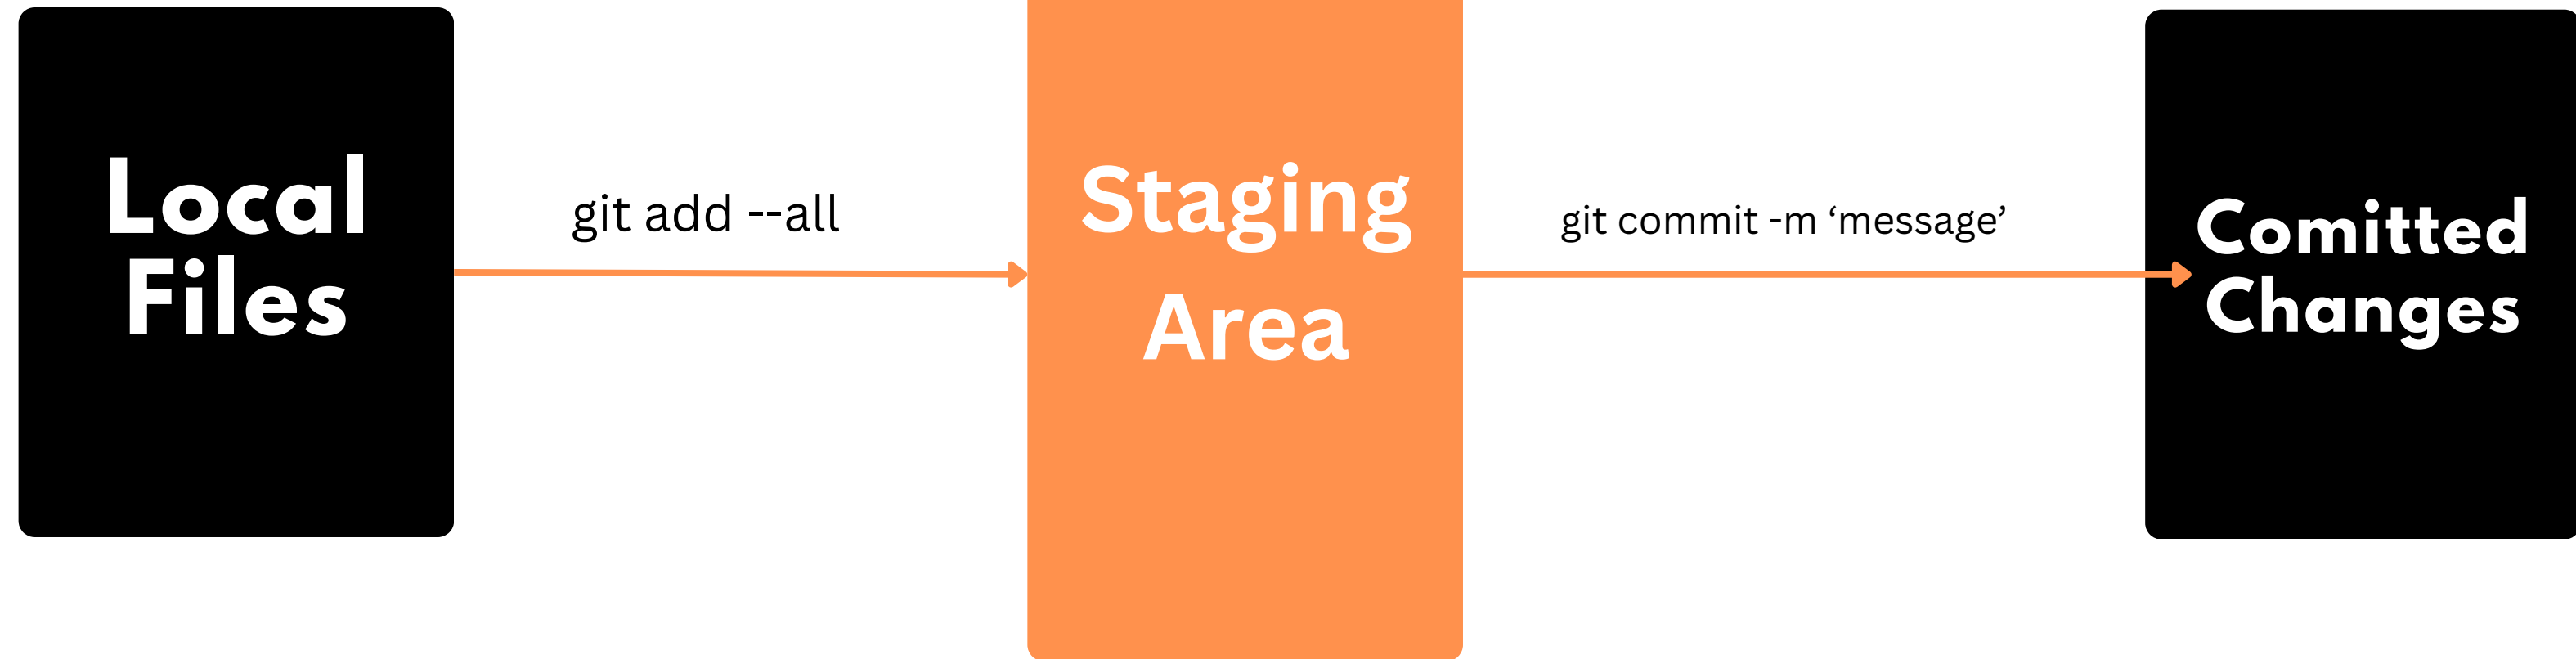 Local
Files
git add --all
Staging
Area
git commit -m ‘message’
Comitted
Changes